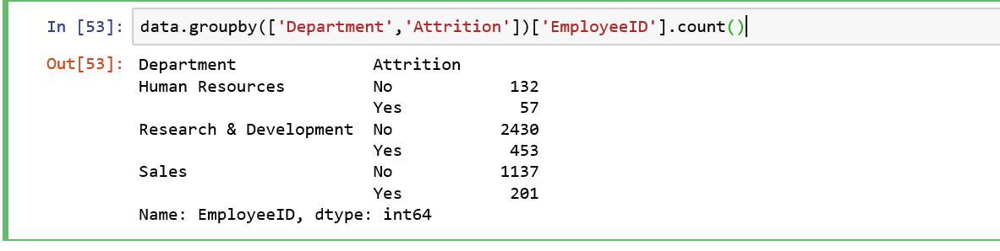 In [53]: data.groupby(['Department','Attrition'])['EmployeeID'].count()
Out[53]: Department Attrition
Human Resources No 132
Yes 57
Research & Development No 2430
Yes 453
Sales No 1137
Yes 201
Name: EmployeeID, dtype: int64